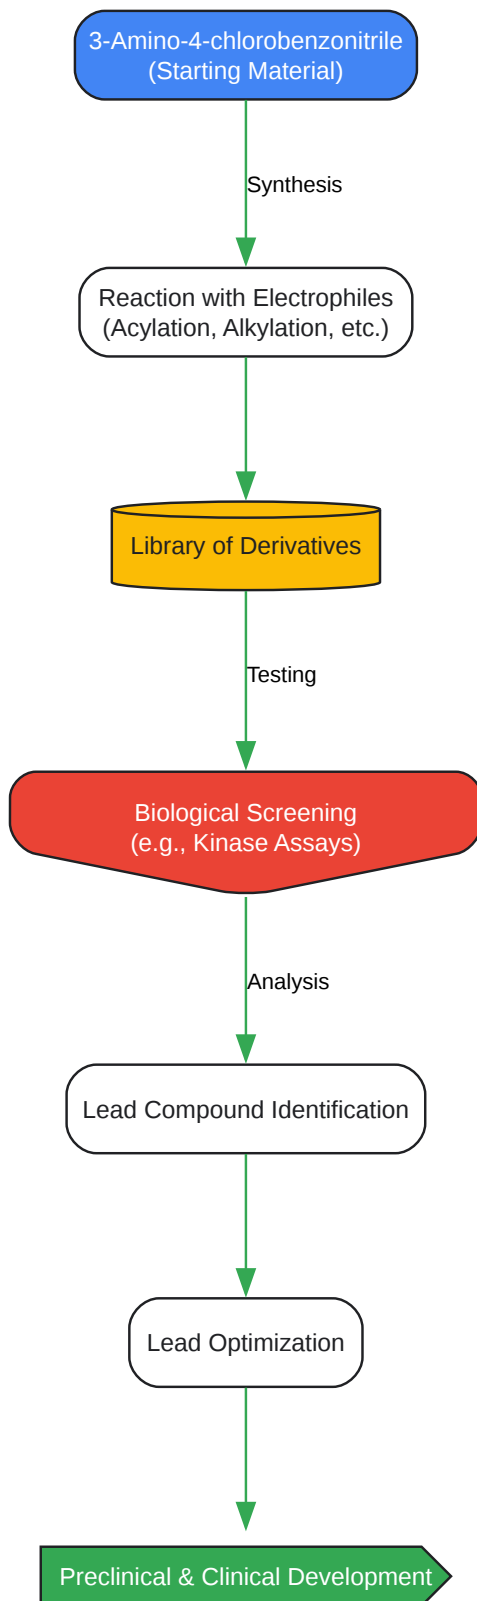 3-Amino-4-chlorobenzonitrile
(Starting Material)
Synthesis
Reaction with Electrophiles
(Acylation, Alkylation, etc.)
Library of Derivatives
Testing
Biological Screening
(e.g., Kinase Assays)
Analysis
Lead Compound Identification
Lead Optimization
Preclinical & Clinical Development